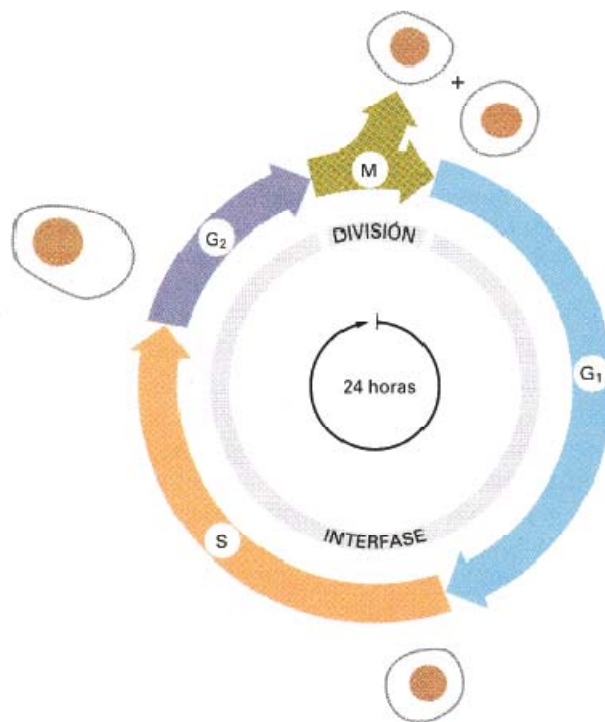 +
M
G₂
DIVISIÓN
G₁
24 horas
S
INTERFASE